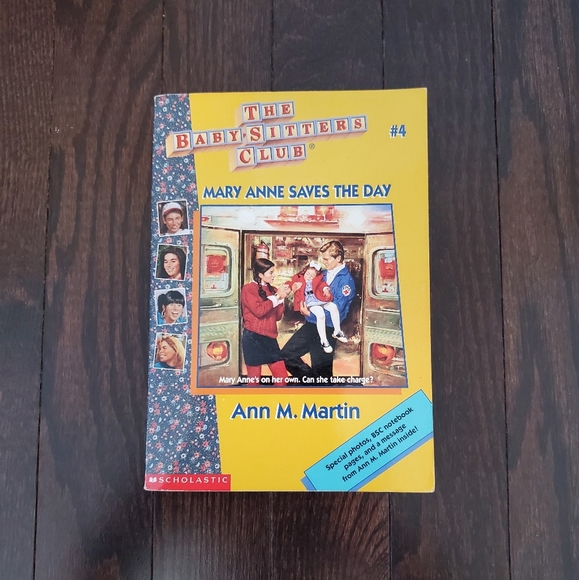 THE
BABY-SITTERS
CLUB®
#4
MARY ANNE SAVES THE DAY
Mary Anne's on her own. Can she take charge?
Ann M. Martin
Special photos, BSC notebook
pages, and a message
from Ann M. Martin inside!
SCHOLASTIC